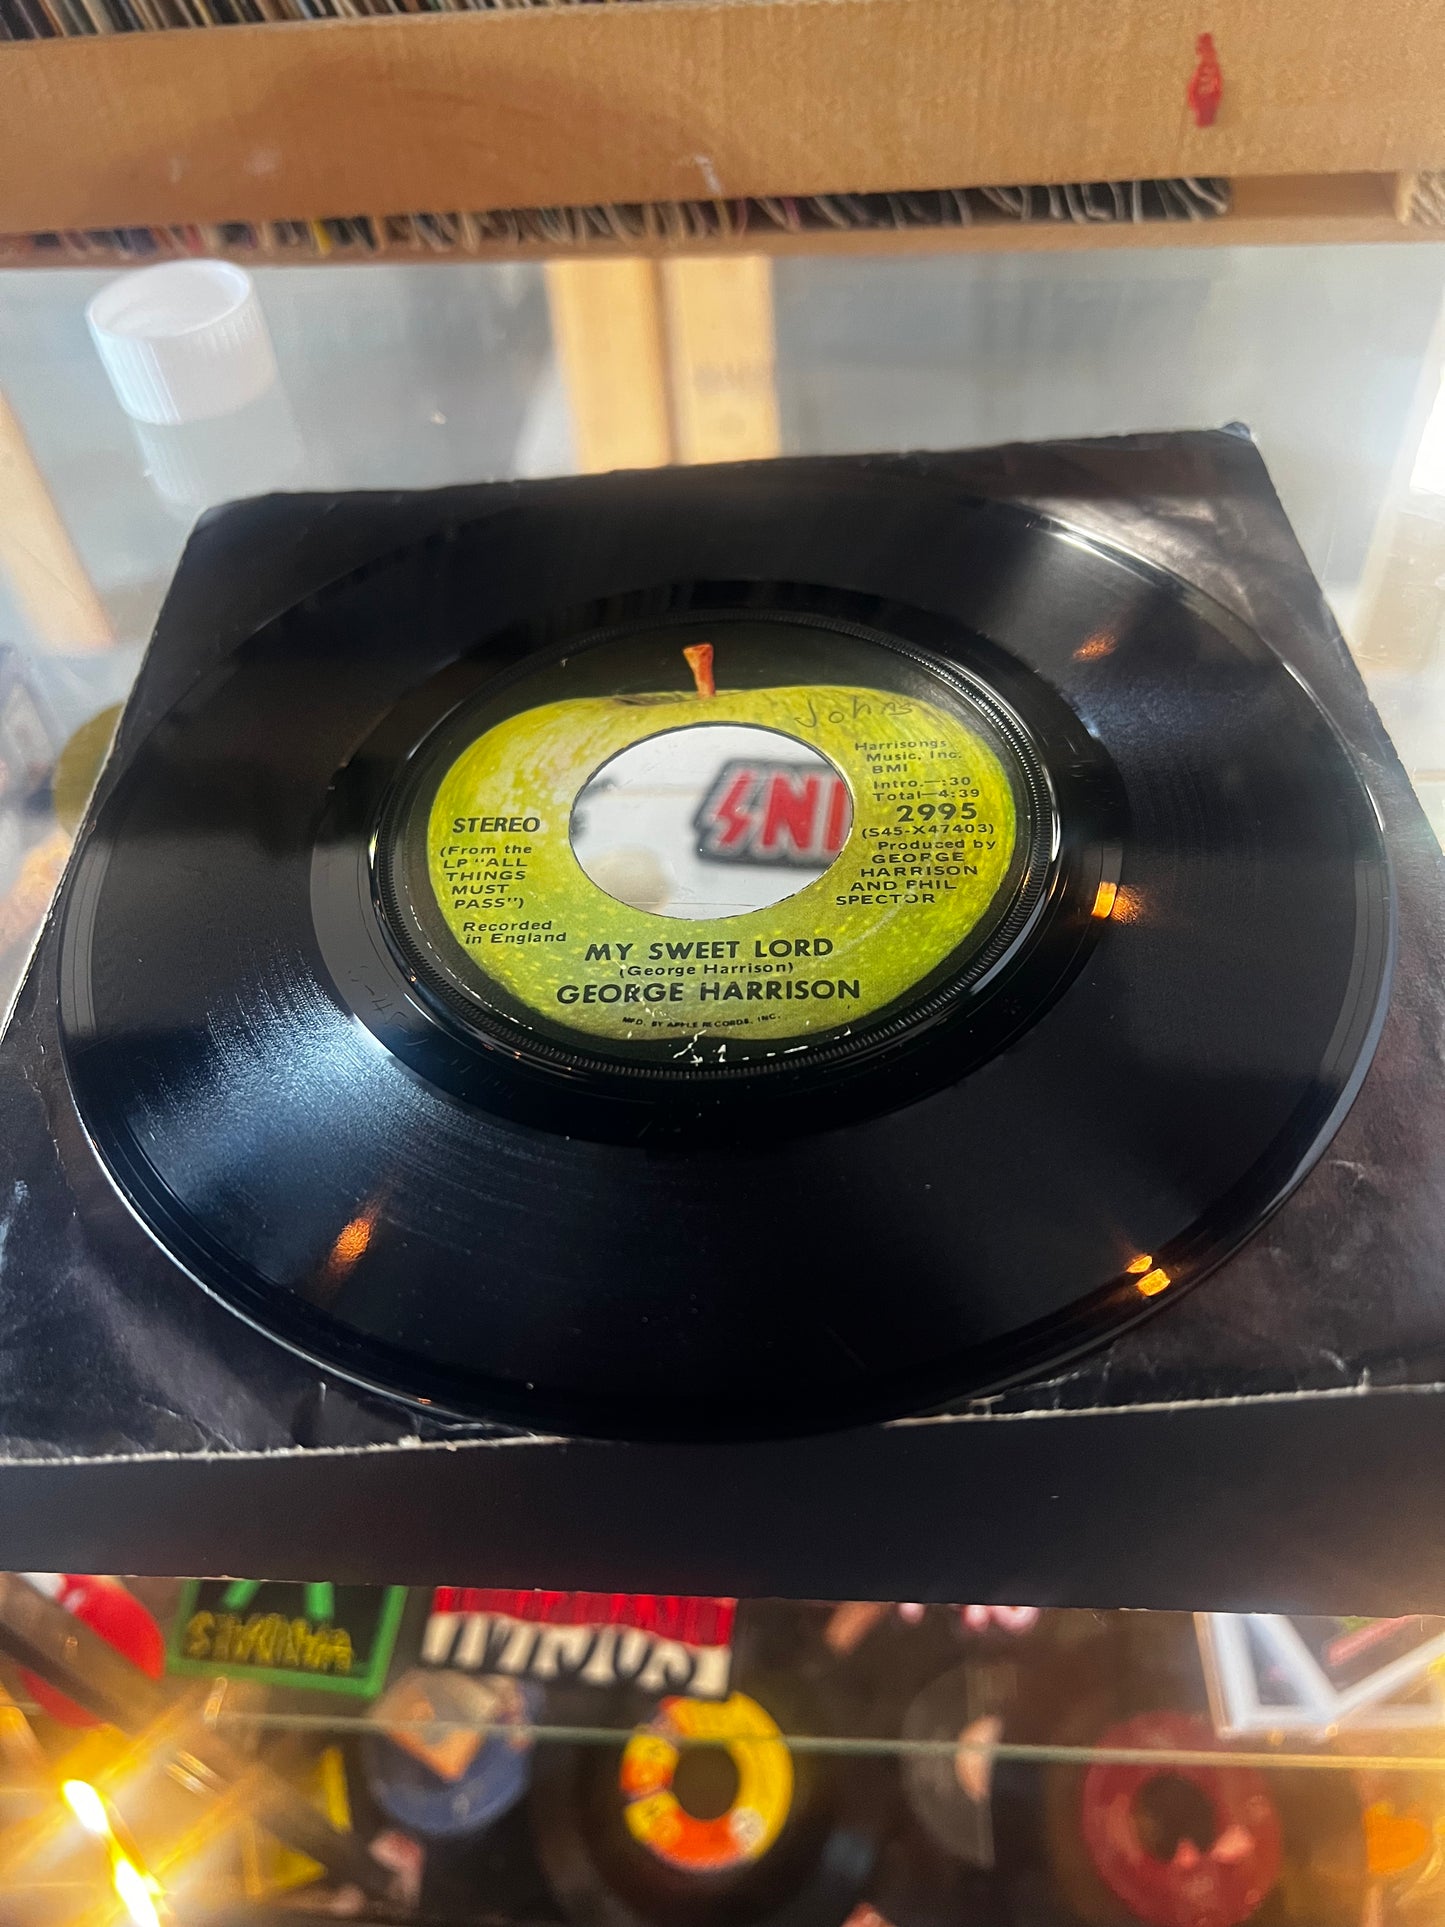 Johns
Harrisongs
Music, Inc.
BMI
Intro.—:30
Total—4:39
2995
(S45-X47403)
Produced by
GEORGE
HARRISON
AND PHIL
SPECTOR
STEREO
(From the
LP "ALL
THINGS
MUST
PASS")
Recorded
in England
MY SWEET LORD
(George Harrison)
GEORGE HARRISON
MFD. BY APPLE RECORDS, INC.